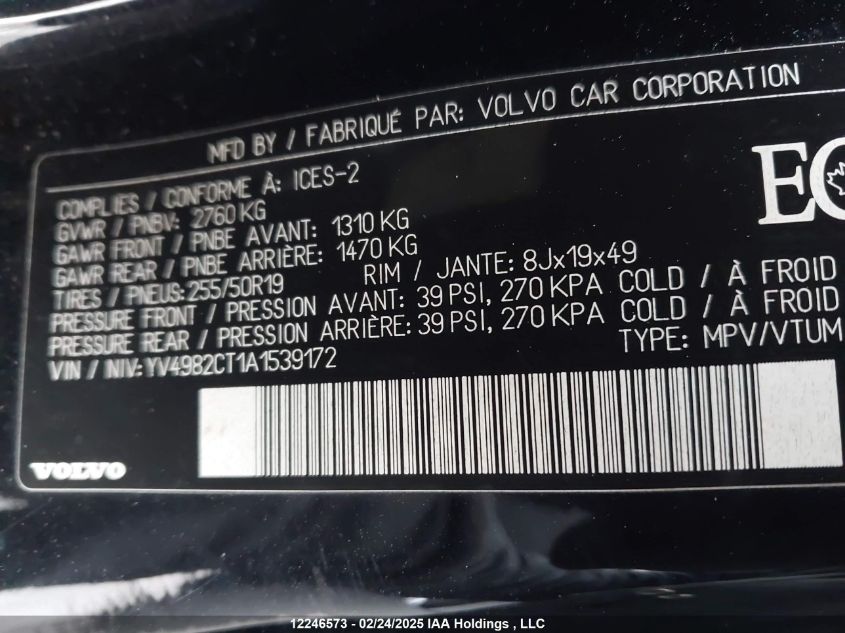 MFD BY / FABRIQUÉ PAR: VOLVO CAR CORPORATION
COMPLIES / CONFORME À: ICES-2
GVWR / PNBV: 2760 KG
GAWR FRONT / PNBE AVANT: 1310 KG
GAWR REAR / PNBE ARRIÈRE: 1470 KG
TIRES / PNEUS: 255/50R19 RIM / JANTE: 8Jx19x49
PRESSURE FRONT / PRESSION AVANT: 39 PSI, 270 KPA COLD / À FROID
PRESSURE REAR / PRESSION ARRIÈRE: 39 PSI, 270 KPA COLD / À FROID
VIN / NIV: YV4982CT1A1539172 TYPE: MPV/VTUM
VOLVO
12246573 - 02/24/2025 IAA Holdings , LLC